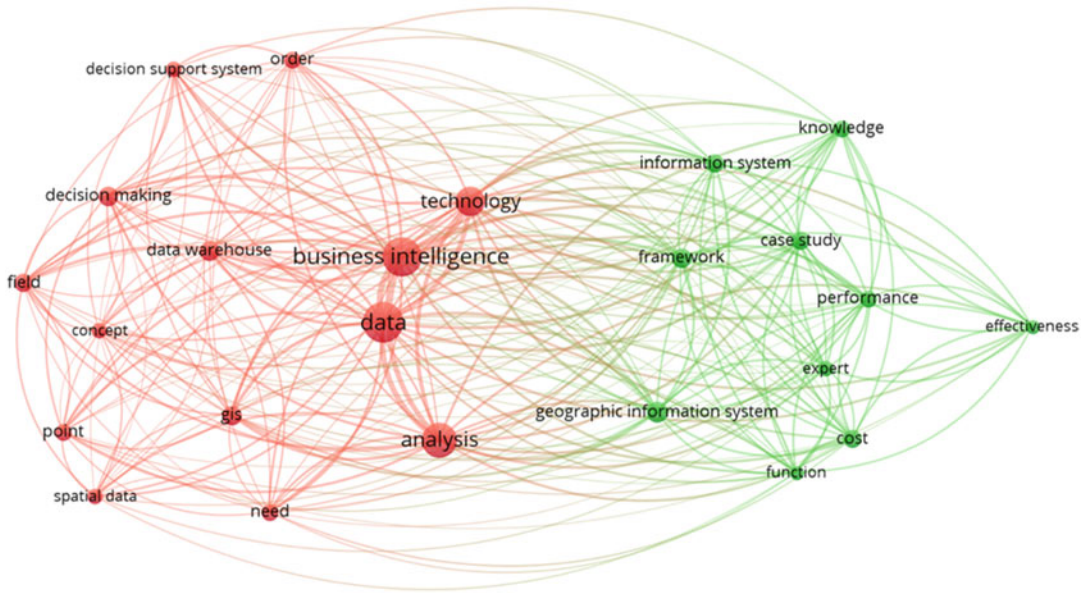 order
decision support system
knowledge
information system
decision making
technology
case study
data warehouse
business intelligence
framework
field
performance
data
effectiveness
concept
expert
gis
geographic information system
point
analysis
cost
function
spatial data
need